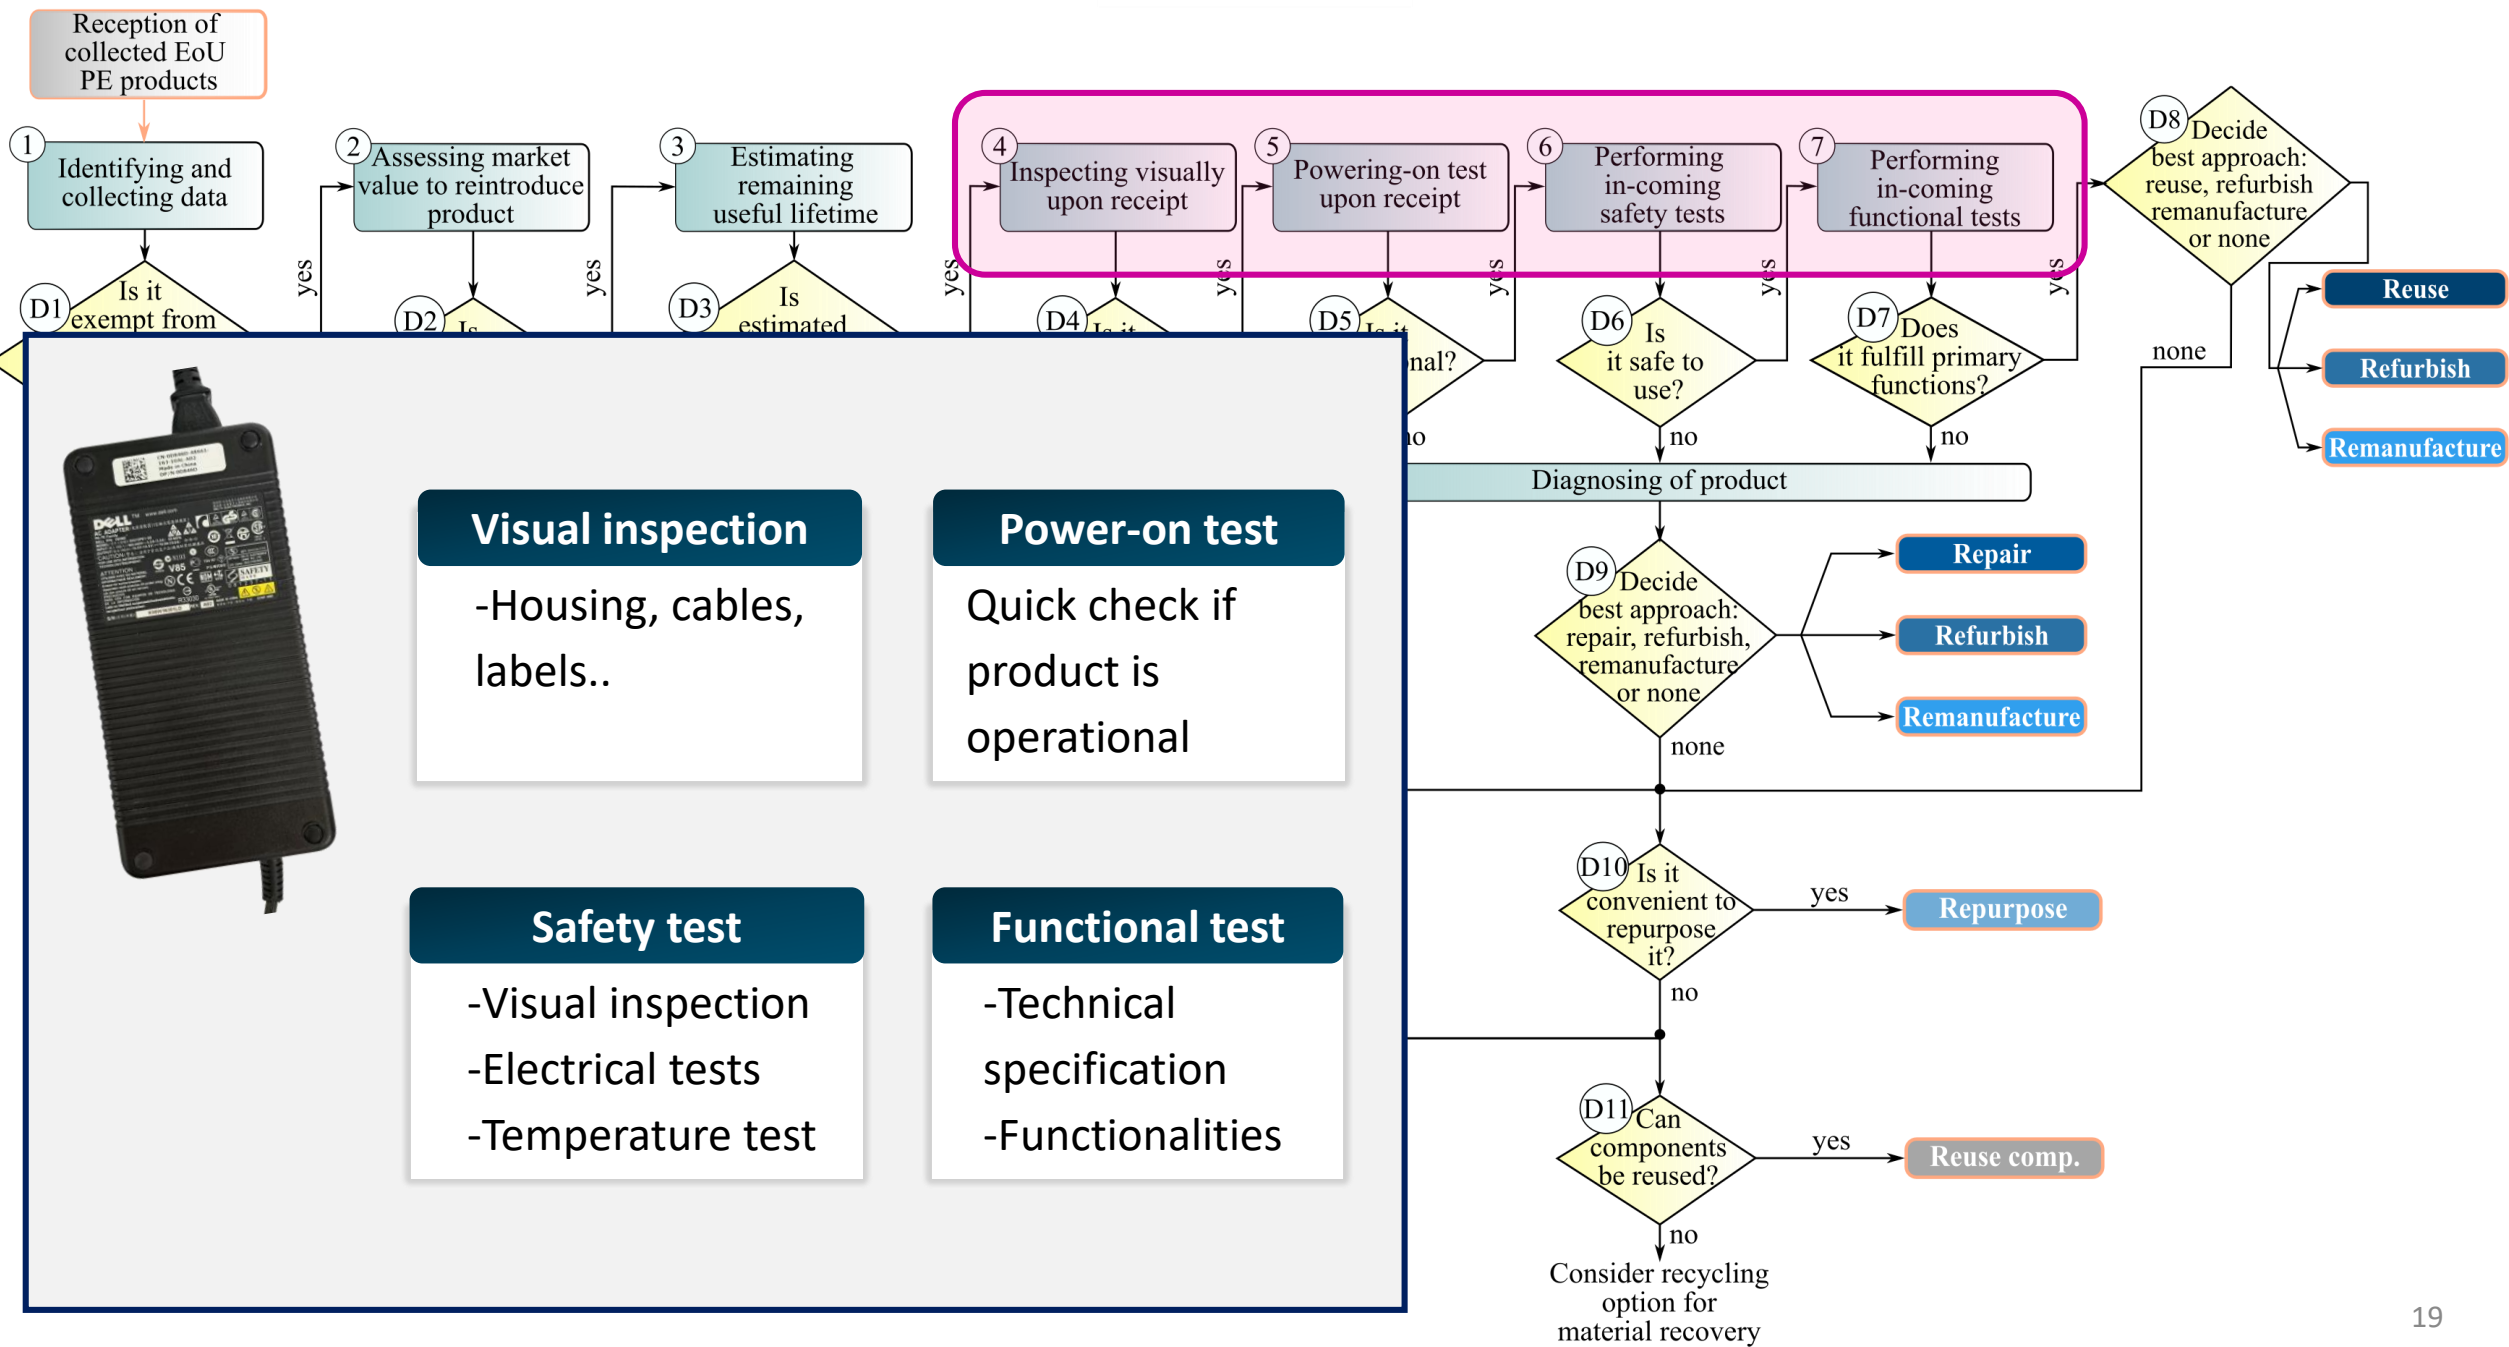 Reception of
collected EoU
PE products
1
Identifying and
collecting data
2
Assessing market
value to reintroduce
product
3
Estimating
remaining
useful lifetime
4
Inspecting visually
upon receipt
5
Powering-on test
upon receipt
6
Performing
in-coming
safety tests
7
Performing
in-coming
functional tests
D8
Decide
best approach:
reuse, refurbish
remanufacture
or none
yes
yes
yes
yes
yes
yes
yes
D1
Is it
exempt from
D2
Is
D3
Is
estimated
D4
Is it
D5
Is it
nal?
D6
Is
it safe to
use?
D7
Does
it fulfill primary
functions?
none
Reuse
Refurbish
Remanufacture
no
no
no
Diagnosing of product
DELL
V85
SAFETY
Visual inspection
-Housing, cables,
labels..
Power-on test
Quick check if
product is
operational
Safety test
-Visual inspection
-Electrical tests
-Temperature test
Functional test
-Technical
specification
-Functionalities
D9
Decide
best approach:
repair, refurbish,
remanufacture
or none
Repair
Refurbish
Remanufacture
none
D10
Is it
convenient to
repurpose
it?
yes
Repurpose
no
D11
Can
components
be reused?
yes
Reuse comp.
no
Consider recycling
option for
material recovery
19